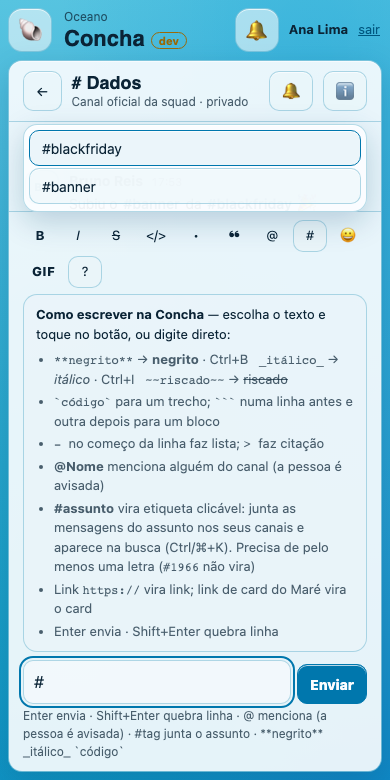 Oceano
Concha dev
Ana Lima sair
← # Dados
Canal oficial da squad · privado
#blackfriday
#banner
B I S </> • ❝ @ # 😀
GIF ?
Como escrever na Concha — escolha o texto e
toque no botão, ou digite direto:
• **negrito** → negrito · Ctrl+B _itálico_ →
itálico · Ctrl+I ~~riscado~~ → riscado
• `código` para um trecho; ``` numa linha antes e
outra depois para um bloco
• - no começo da linha faz lista; > faz citação
• @Nome menciona alguém do canal (a pessoa é
avisada)
• #assunto vira etiqueta clicável: junta as
mensagens do assunto nos seus canais e
aparece na busca (Ctrl/⌘+K). Precisa de pelo
menos uma letra (#1966 não vira)
• Link https:// vira link; link de card do Maré vira
o card
• Enter envia · Shift+Enter quebra linha
#
Enviar
Enter envia · Shift+Enter quebra linha · @ menciona (a
pessoa é avisada) · #tag junta o assunto · **negrito**
_itálico_ `código`